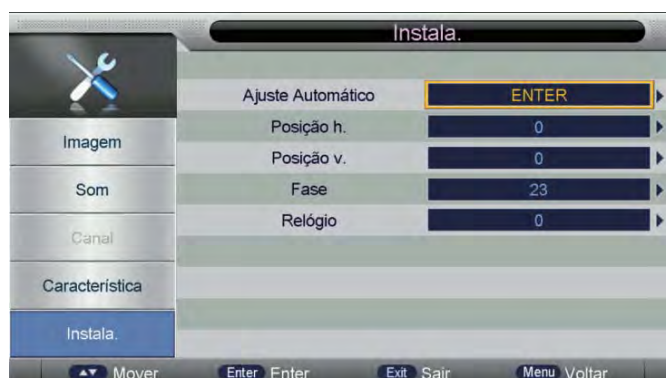 Instala.
Ajuste Automático ENTER
Posição h. 0
Posição v. 0
Fase 23
Relógio 0
Imagem
Som
Canal
Característica
Instala.
Mover Enter Enter Exit Sair Menu Voltar